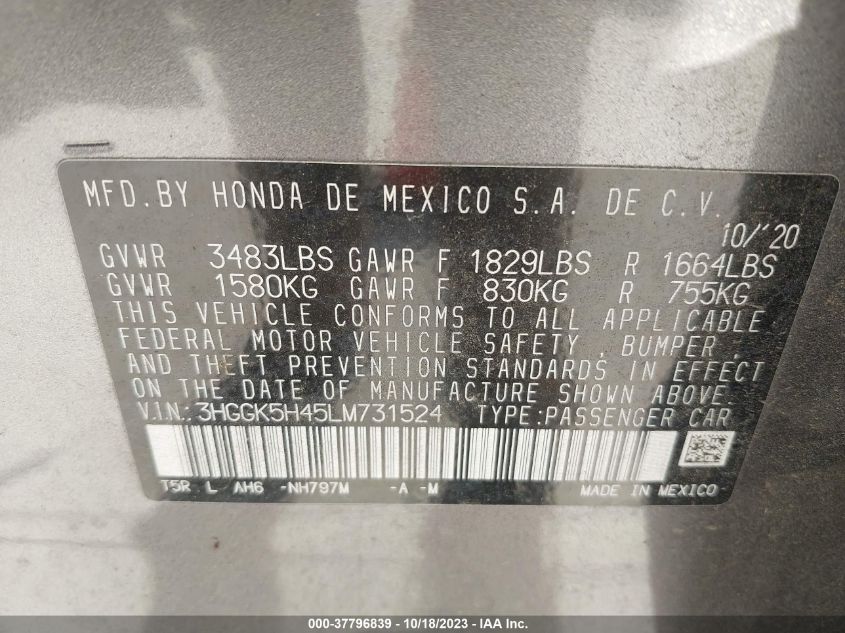 MFD.BY HONDA DE MEXICO S.A. DE C.V.
10/'20
GVWR 3483LBS GAWR F 1829LBS R 1664LBS
GVWR 1580KG GAWR F 830KG R 755KG
THIS VEHICLE CONFORMS TO ALL APPLICABLE
FEDERAL MOTOR VEHICLE SAFETY, BUMPER,
AND THEFT PREVENTION STANDARDS IN EFFECT
ON THE DATE OF MANUFACTURE SHOWN ABOVE.
V.I.N.: 3HGGK5H45LM731524 TYPE:PASSENGER CAR
T5R L AH6 -NH797M -A -M MADE IN MEXICO
000-37796839 - 10/18/2023 - Copyright © 2023 IAA, Inc.